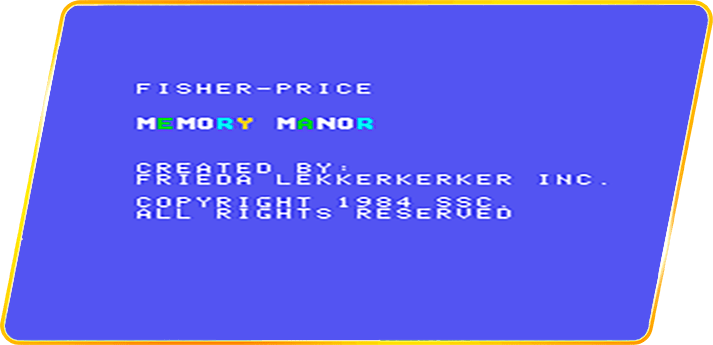 FISHER-PRICE
MEMORY MANOR
CREATED BY:
FRIEDA LEKKERKERKER INC.
COPYRIGHT 1984 SSC.
ALL RIGHTS RESERVED